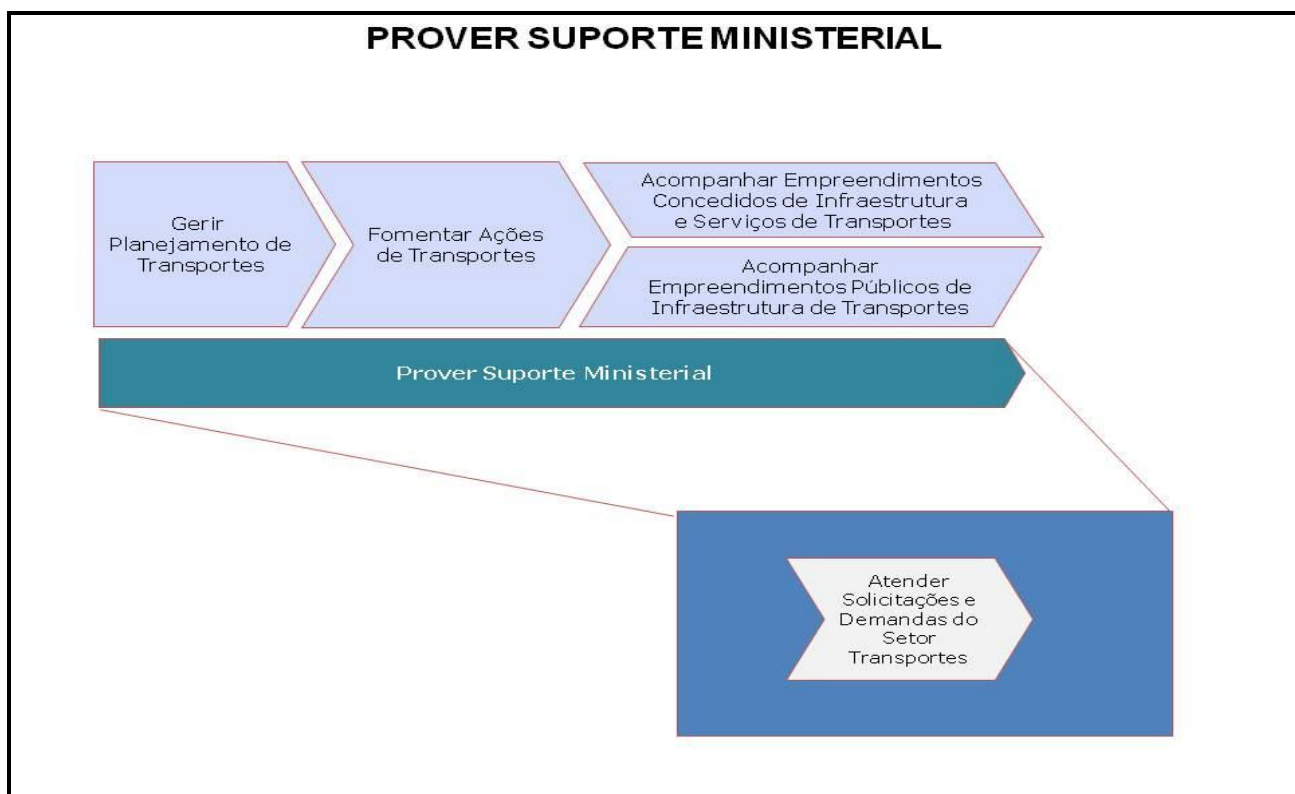 PROVER SUPORTE MINISTERIAL
Gerir
Planejamento de
Transportes
Fomentar Ações
de Transportes
Acompanhar Empreendimentos
Concedidos de Infraestrutura
e Serviços de Transportes
Acompanhar
Empreendimentos Públicos de
Infraestrutura de Transportes
Prover Suporte Ministerial
Atender
Solicitações e
Demandas do
Setor
Transportes